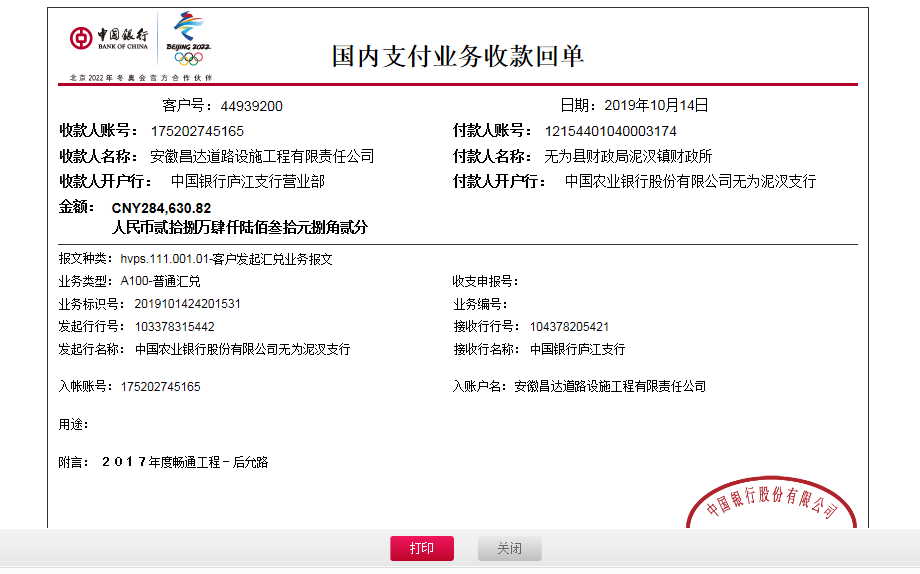 中国银行
BANK OF CHINA
BEIJING 2022
北京2022年冬奥会官方合作伙伴
国内支付业务收款回单
客户号：44939200 日期：2019年10月14日
收款人账号：175202745165 付款人账号：12154401040003174
收款人名称：安徽昌达道路设施工程有限责任公司 付款人名称：无为县财政局泥汊镇财政所
收款人开户行：中国银行庐江支行营业部 付款人开户行：中国农业银行股份有限公司无为泥汊支行
金额：CNY284,630.82
人民币贰拾捌万肆仟陆佰叁拾元捌角贰分
报文种类：hvps.111.001.01-客户发起汇兑业务报文
业务类型：A100-普通汇兑 收支申报号：
业务标识号：2019101424201531 业务编号：
发起行行号：103378315442 接收行行号：104378205421
发起行名称：中国农业银行股份有限公司无为泥汊支行 接收行名称：中国银行庐江支行
入帐账号：175202745165 入账户名：安徽昌达道路设施工程有限责任公司
用途：
附言：２０１７年度畅通工程－后允路
中国银行股份有限公司
打印 关闭